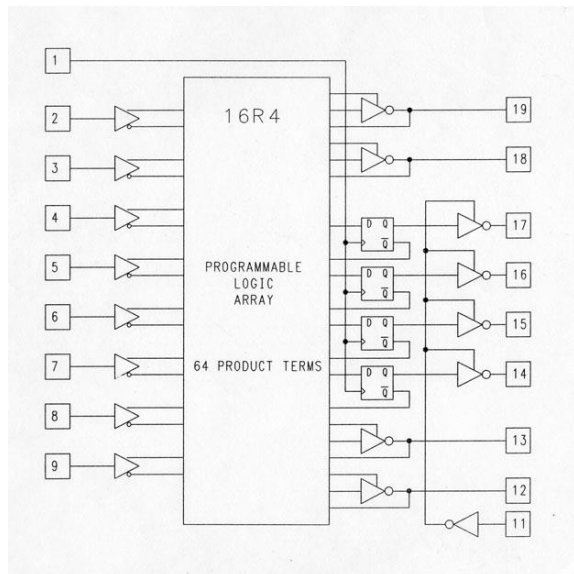 1
16R4
2
19
3
18
4
D Q
17
Q
5
PROGRAMMABLE
D Q
16
LOGIC
Q
ARRAY
6
D Q
15
Q
7
64 PRODUCT TERMS
D Q
14
Q
8
13
9
12
11